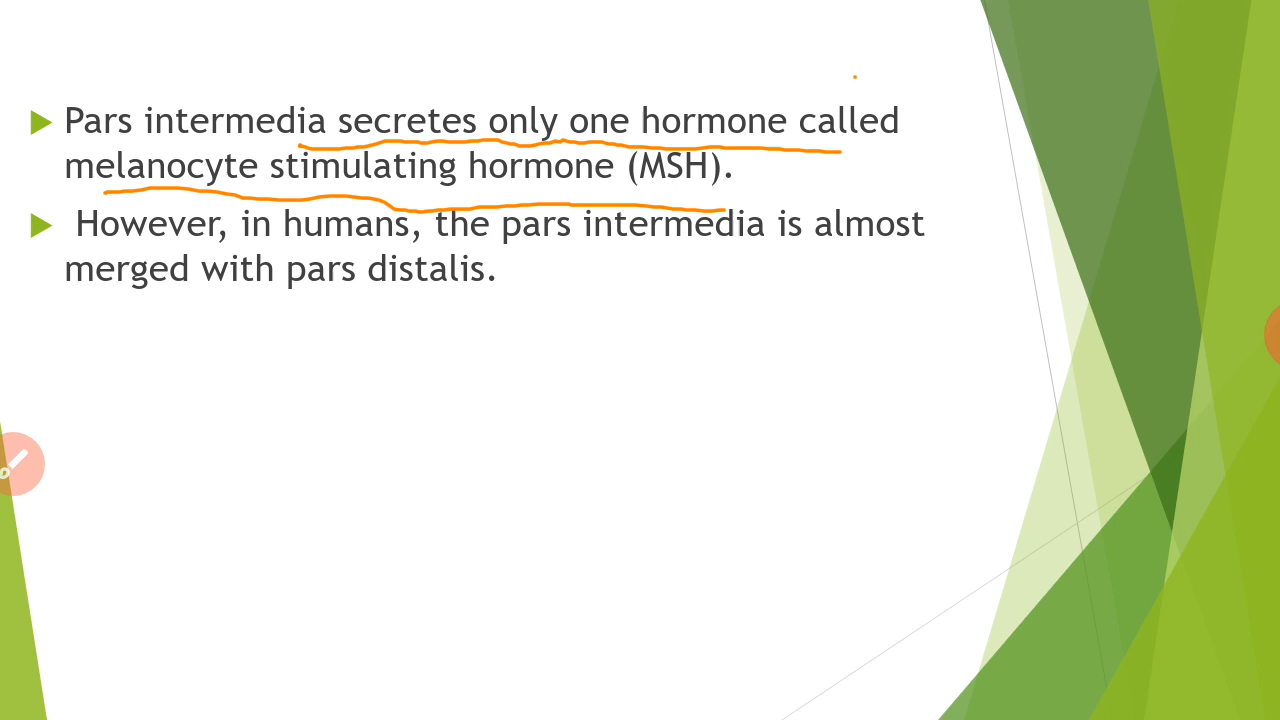 Pars intermedia secretes only one hormone called
melanocyte stimulating hormone (MSH).
However, in humans, the pars intermedia is almost
merged with pars distalis.